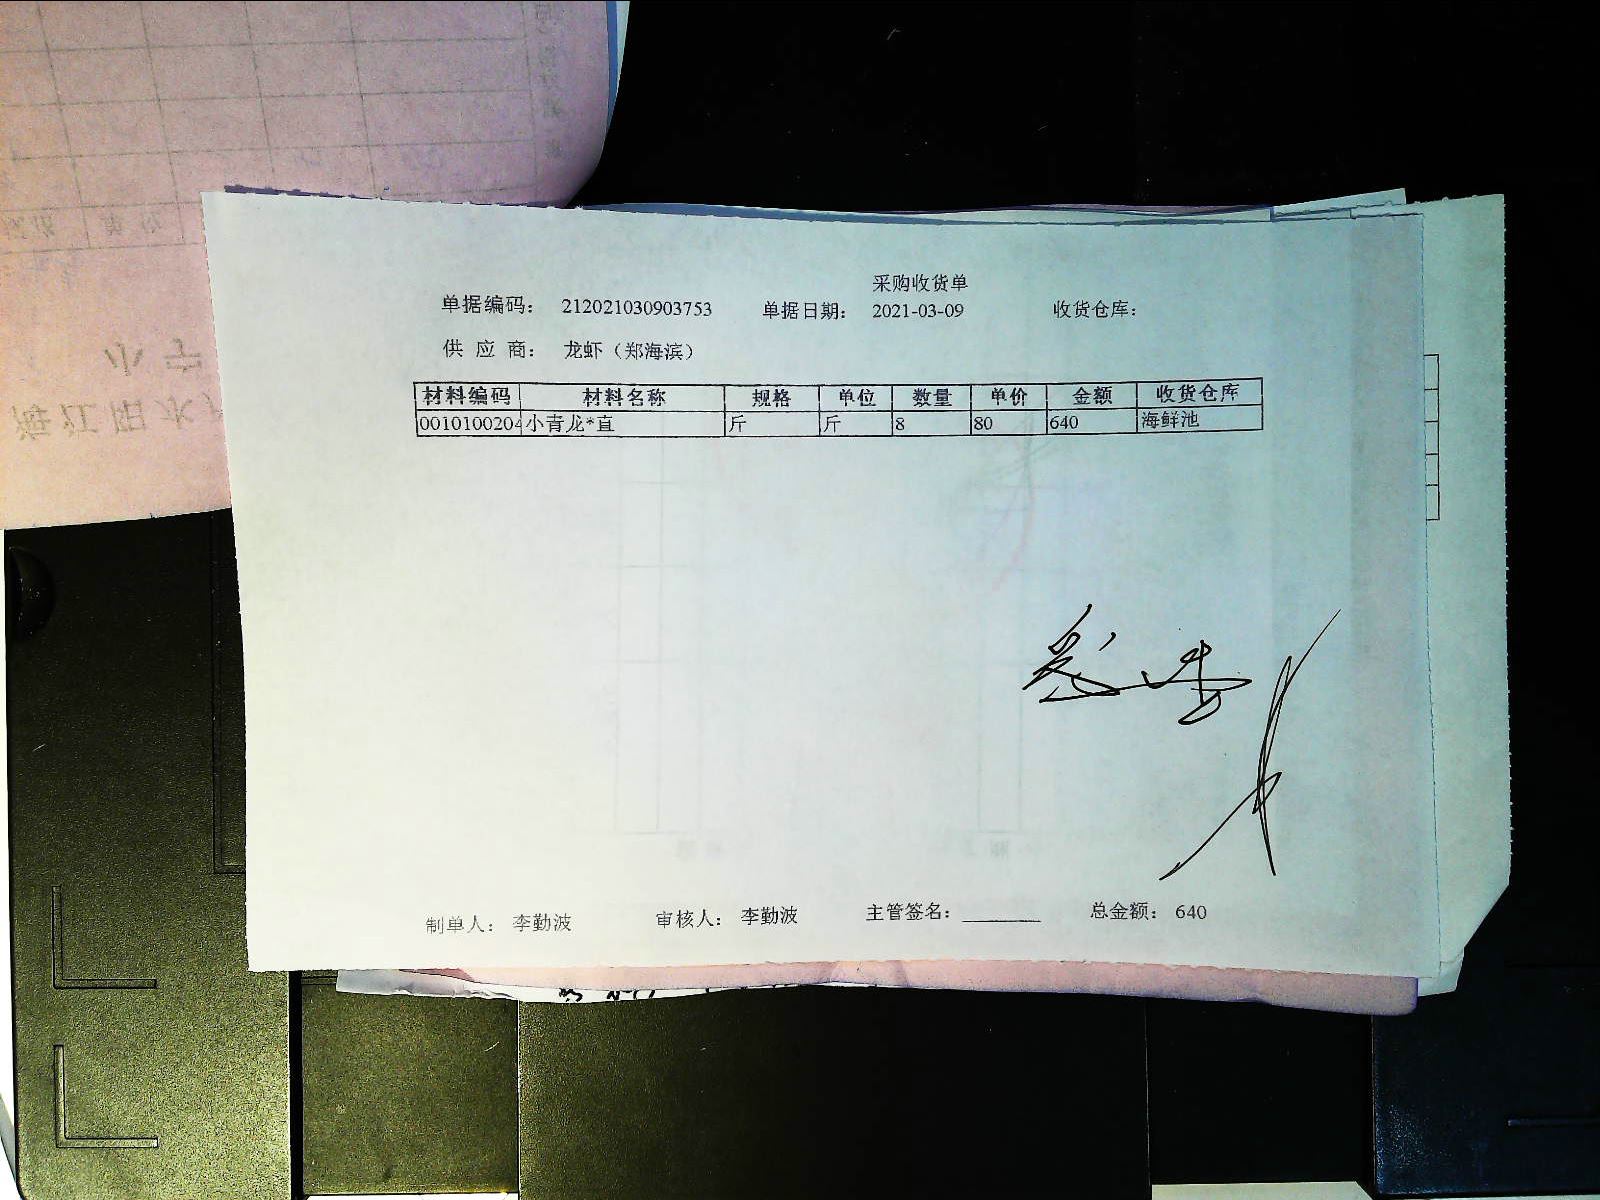 采购收货单
单据编码： 212021030903753 单据日期： 2021-03-09 收货仓库：
供 应 商： 龙虾（郑海滨）
材料编码 材料名称 规格 单位 数量 单价 金额 收货仓库
0010100204 小青龙*直 斤 斤 8 80 640 海鲜池
制单人： 李勤波 审核人： 李勤波 主管签名： 总金额： 640